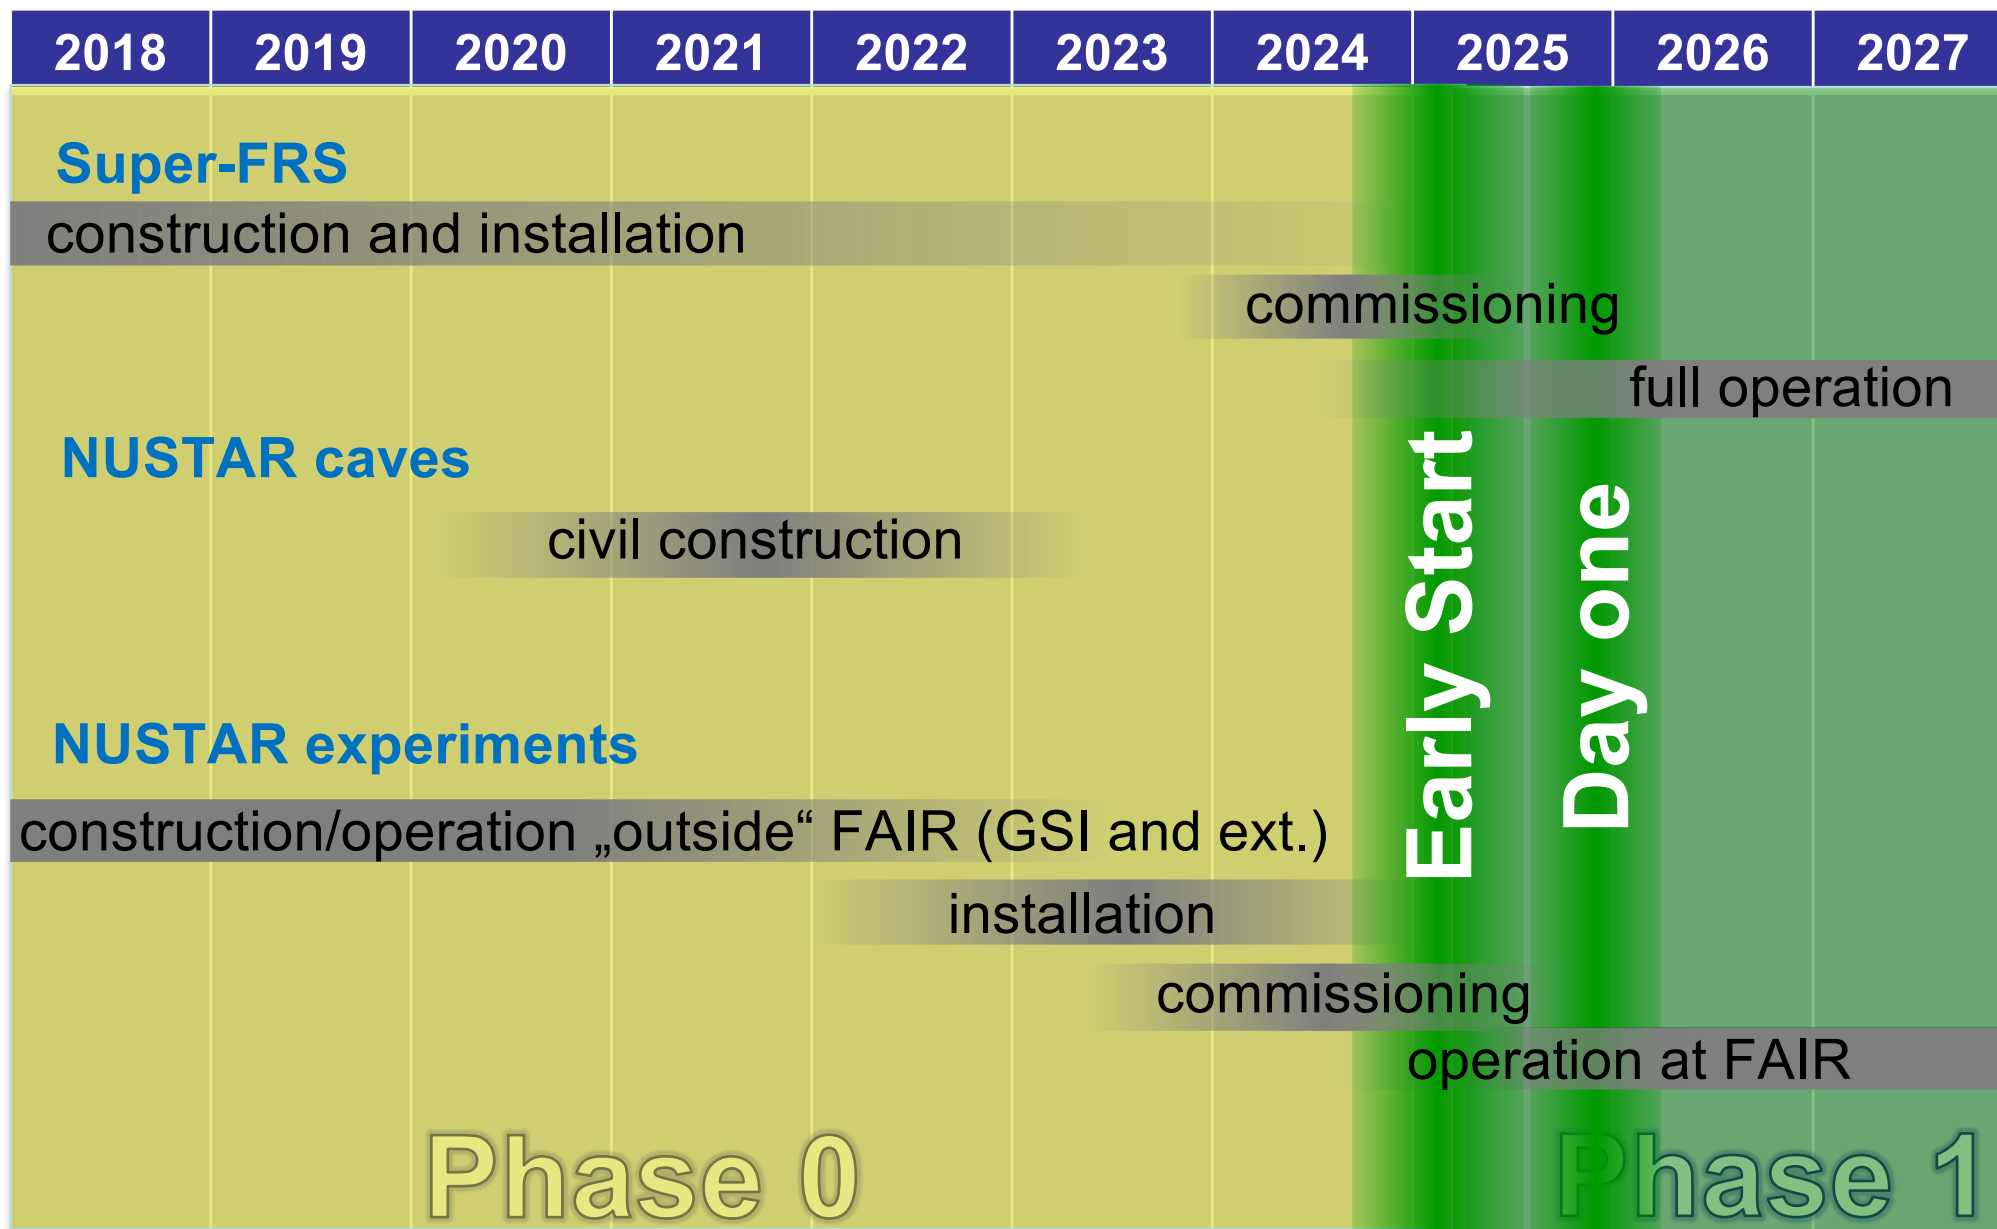 2018 2019 2020 2021 2022 2023 2024 2025 2026 2027
Super-FRS
construction and installation
commissioning
full operation
NUSTAR caves
civil construction
Early Start
Day one
NUSTAR experiments
construction/operation „outside“ FAIR (GSI and ext.)
installation
commissioning
operation at FAIR
Phase 0
Phase 1